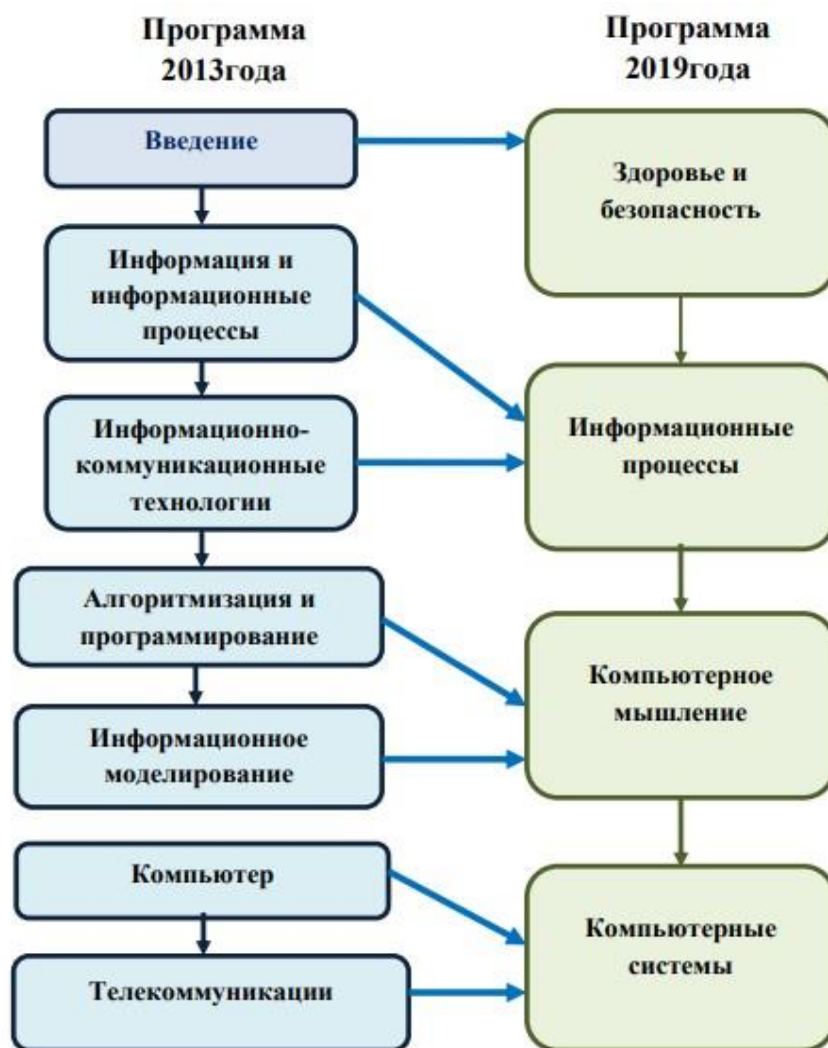 Программа
2013года
Программа
2019года
Введение
Здоровье и
безопасность
Информация и
информационные
процессы
Информационно-
коммуникационные
технологии
Информационные
процессы
Алгоритмизация и
программирование
Компьютерное
мышление
Информационное
моделирование
Компьютер
Компьютерные
системы
Телекоммуникации